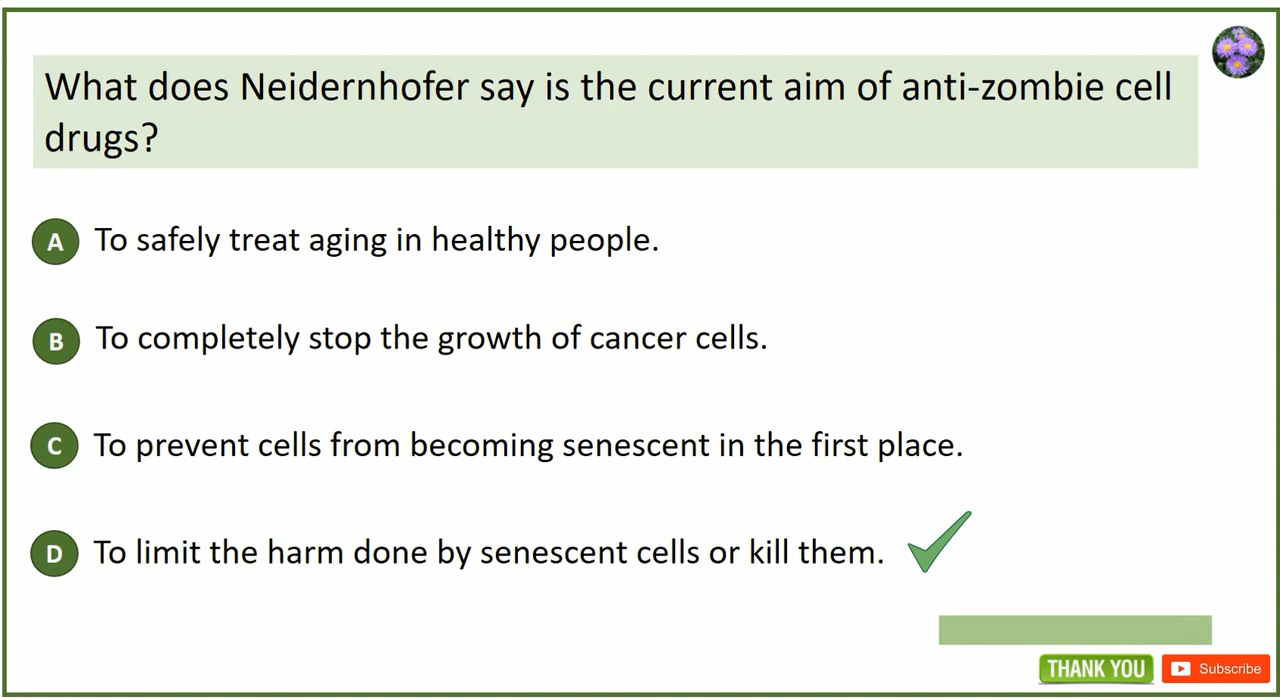 What does Neidernhofer say is the current aim of anti-zombie cell
drugs?
A To safely treat aging in healthy people.
B To completely stop the growth of cancer cells.
C To prevent cells from becoming senescent in the first place.
D To limit the harm done by senescent cells or kill them.
THANK YOU Subscribe